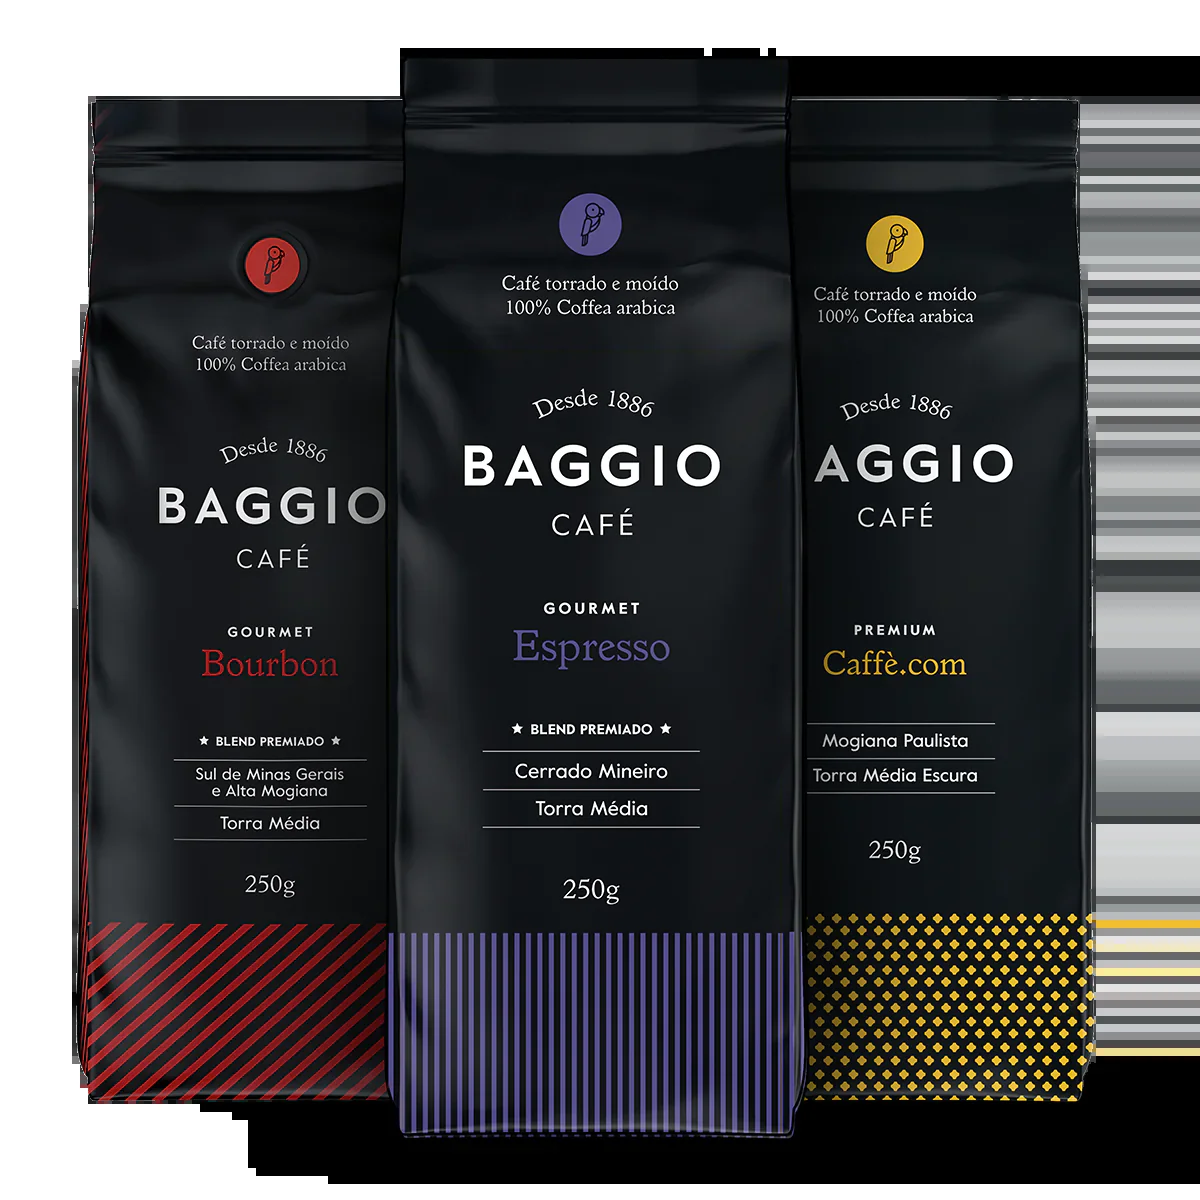 Café torrado e moído
100% Coffea arabica
Desde 1886
BAGGIO
CAFÉ
GOURMET
Bourbon
★ BLEND PREMIADO ★
Sul de Minas Gerais
e Alta Mogiana
Torra Média
250g
Café torrado e moído
100% Coffea arabica
Desde 1886
BAGGIO
CAFÉ
GOURMET
Espresso
★ BLEND PREMIADO ★
Cerrado Mineiro
Torra Média
250g
Café torrado e moído
100% Coffea arabica
Desde 1886
AGGIO
CAFÉ
PREMIUM
Caffè.com
Mogiana Paulista
Torra Média Escura
250g